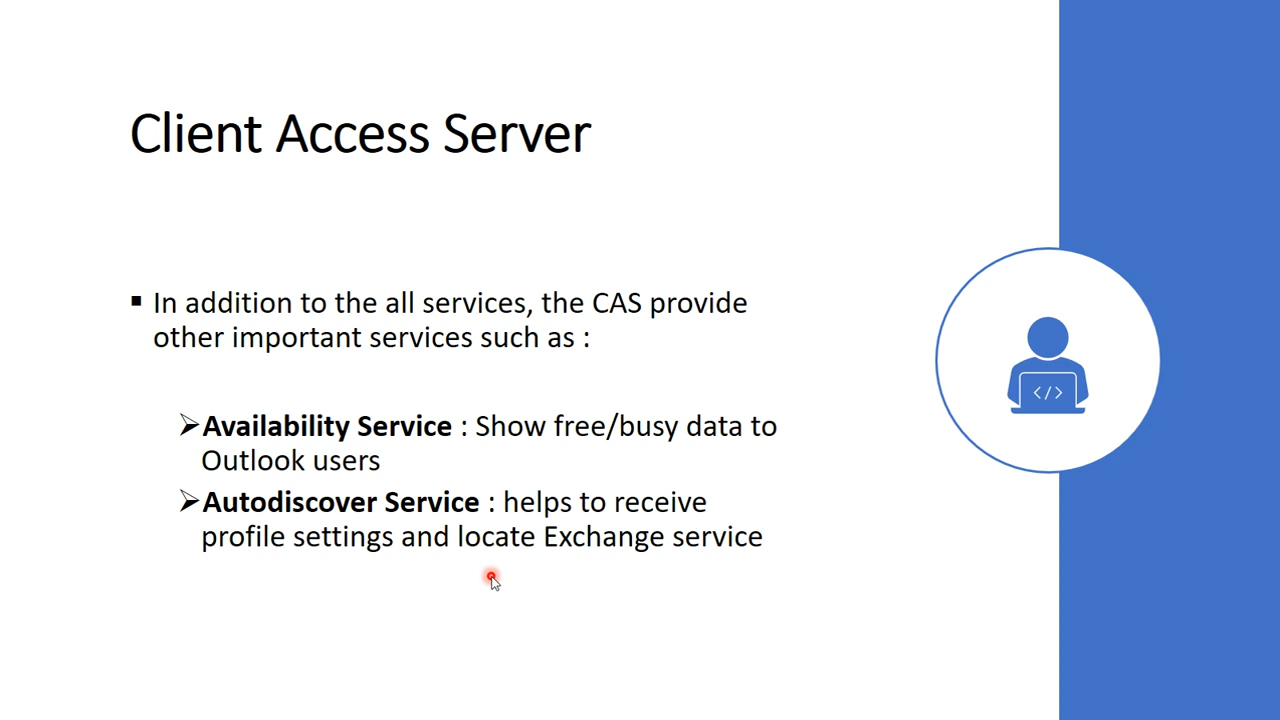 Client Access Server
▪ In addition to the all services, the CAS provide
other important services such as :
➢Availability Service : Show free/busy data to
Outlook users
➢Autodiscover Service : helps to receive
profile settings and locate Exchange service
</>